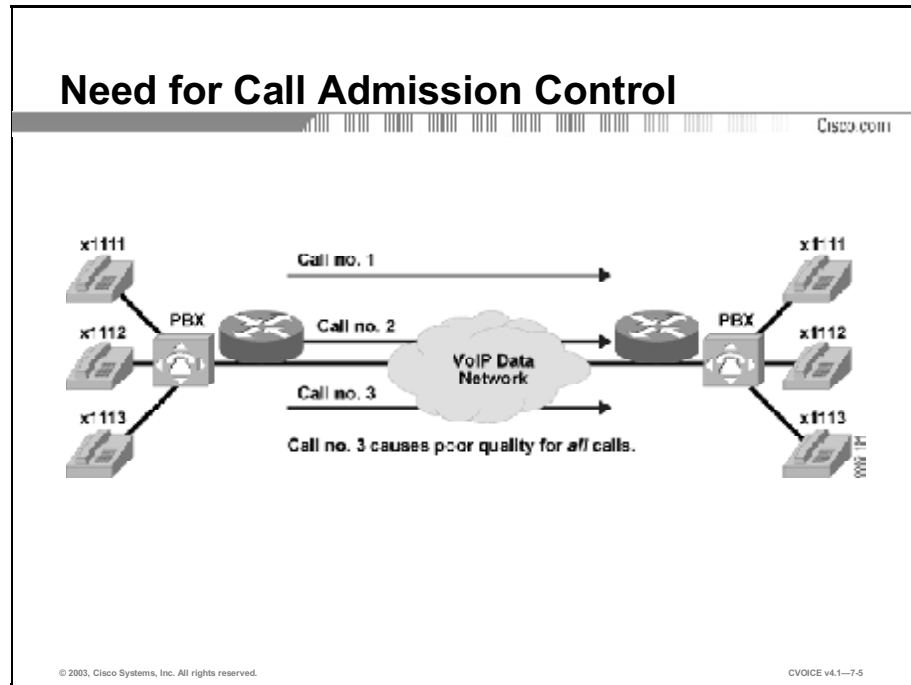 Need for Call Admission Control
Cisco.com
x1111
x1112
x1113
PBX
Call no. 1
Call no. 2
Call no. 3
VoIP Data
Network
Call no. 3 causes poor quality for all calls.
PBX
x1111
x1112
x1113
© 2003, Cisco Systems, Inc. All rights reserved.
CVOICE v4.1—7-5